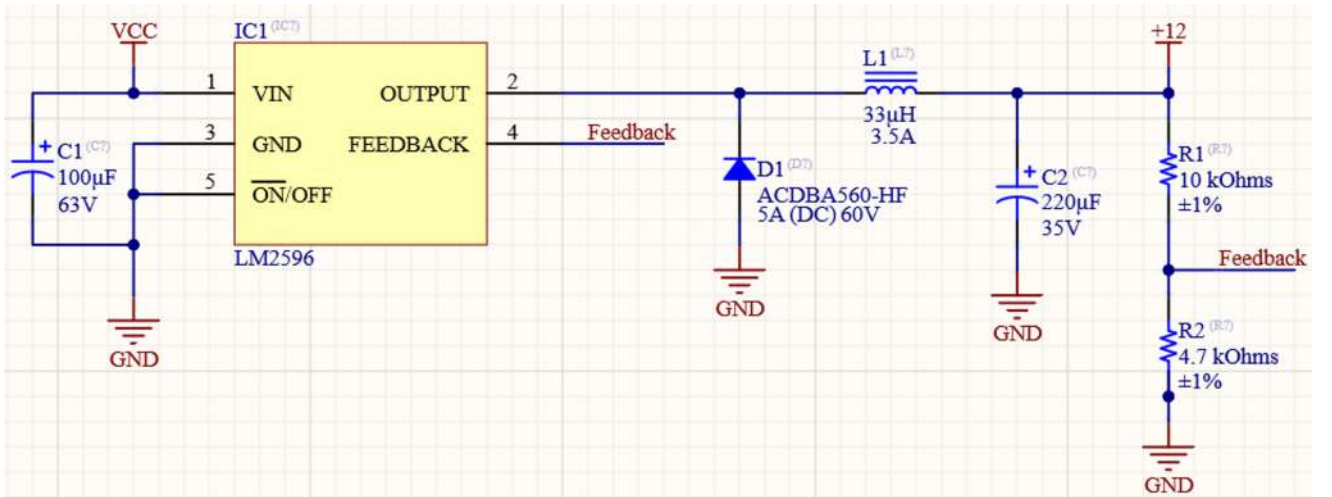 VCC
IC1 (IC?)
1
VIN
OUTPUT
2
3
GND
FEEDBACK
4
Feedback
5
ON/OFF
LM2596
+
C1 (C?)
100µF
63V
GND
D1 (D?)
ACDBA560-HF
5A (DC) 60V
GND
L1 (L?)
33µH
3.5A
+
C2 (C?)
220µF
35V
GND
+12
R1 (R?)
10 kOhms
±1%
Feedback
R2 (R?)
4.7 kOhms
±1%
GND